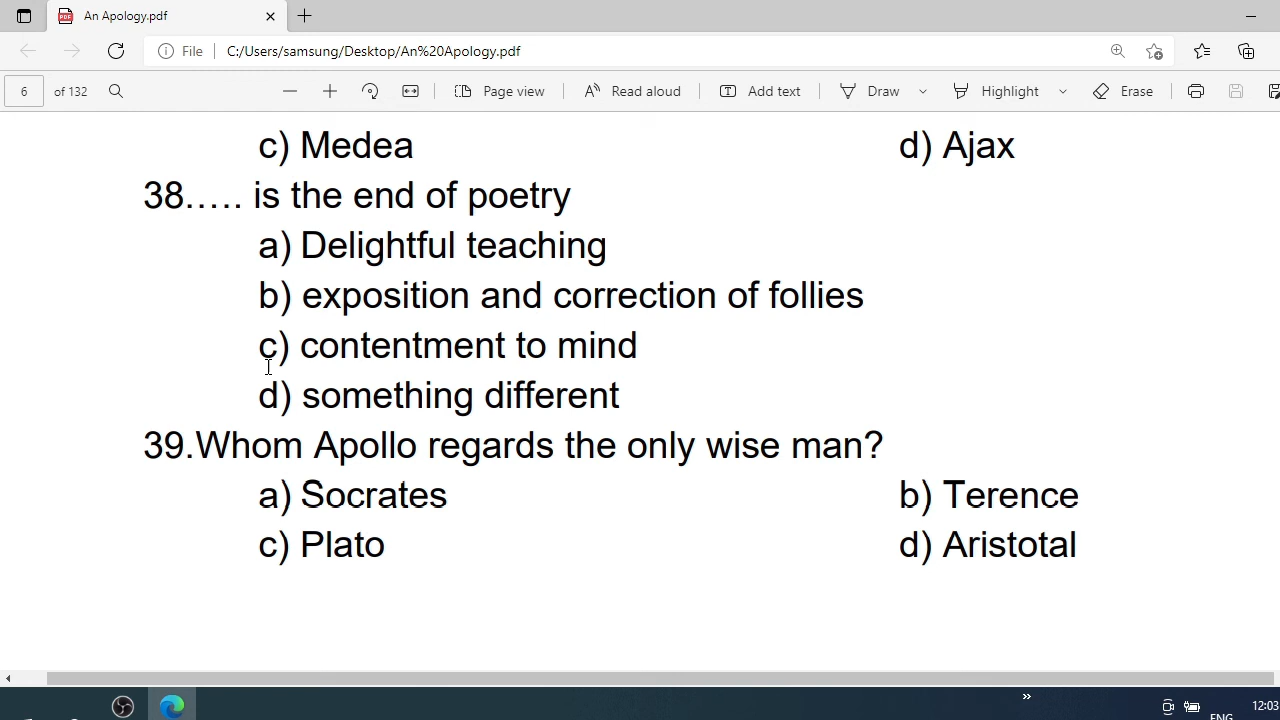 An Apology.pdf
File C:/Users/samsung/Desktop/An%20Apology.pdf
6 of 132 Page view Read aloud Add text Draw Highlight Erase
c) Medea d) Ajax
38..... is the end of poetry
a) Delightful teaching
b) exposition and correction of follies
c) contentment to mind
d) something different
39.Whom Apollo regards the only wise man?
a) Socrates b) Terence
c) Plato d) Aristotal
12:03
ENG